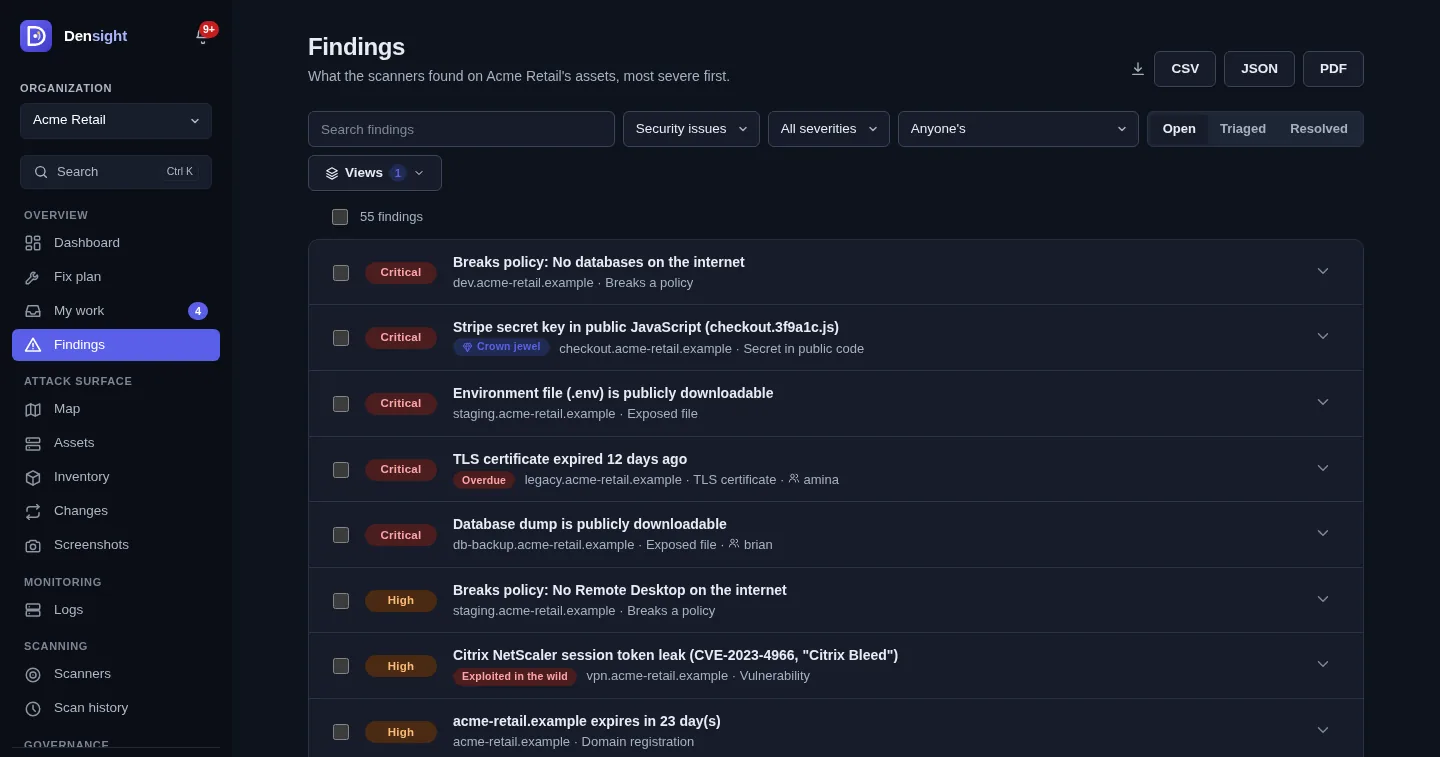 Densight
9+
ORGANIZATION
Acme Retail
Search
Ctrl K
OVERVIEW
Dashboard
Fix plan
My work
4
Findings
ATTACK SURFACE
Map
Assets
Inventory
Changes
Screenshots
MONITORING
Logs
SCANNING
Scanners
Scan history
GOVERNANCE
Findings
What the scanners found on Acme Retail's assets, most severe first.
CSV
JSON
PDF
Search findings
Security issues
All severities
Anyone's
Open
Triaged
Resolved
Views 1
55 findings
Critical
Breaks policy: No databases on the internet
dev.acme-retail.example · Breaks a policy
Critical
Stripe secret key in public JavaScript (checkout.3f9a1c.js)
Crown jewel checkout.acme-retail.example · Secret in public code
Critical
Environment file (.env) is publicly downloadable
staging.acme-retail.example · Exposed file
Critical
TLS certificate expired 12 days ago
Overdue legacy.acme-retail.example · TLS certificate · amina
Critical
Database dump is publicly downloadable
db-backup.acme-retail.example · Exposed file · brian
High
Breaks policy: No Remote Desktop on the internet
staging.acme-retail.example · Breaks a policy
High
Citrix NetScaler session token leak (CVE-2023-4966, "Citrix Bleed")
Exploited in the wild vpn.acme-retail.example · Vulnerability
High
acme-retail.example expires in 23 day(s)
acme-retail.example · Domain registration